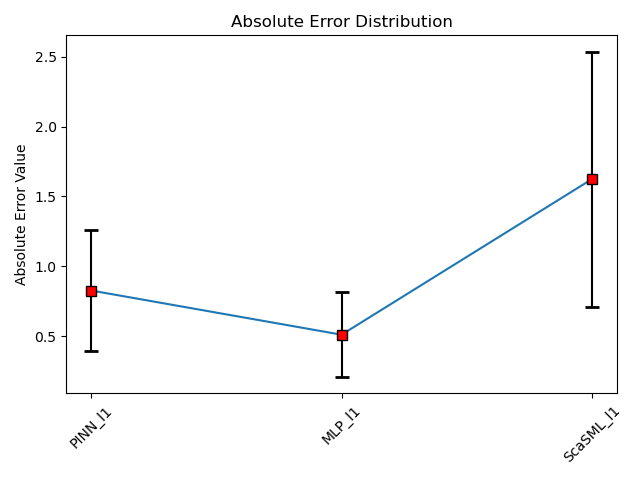 Absolute Error Distribution
Absolute Error Value
2.5
2.0
1.5
1.0
0.5
PINN_l1
MLP_l1
ScaSML_l1